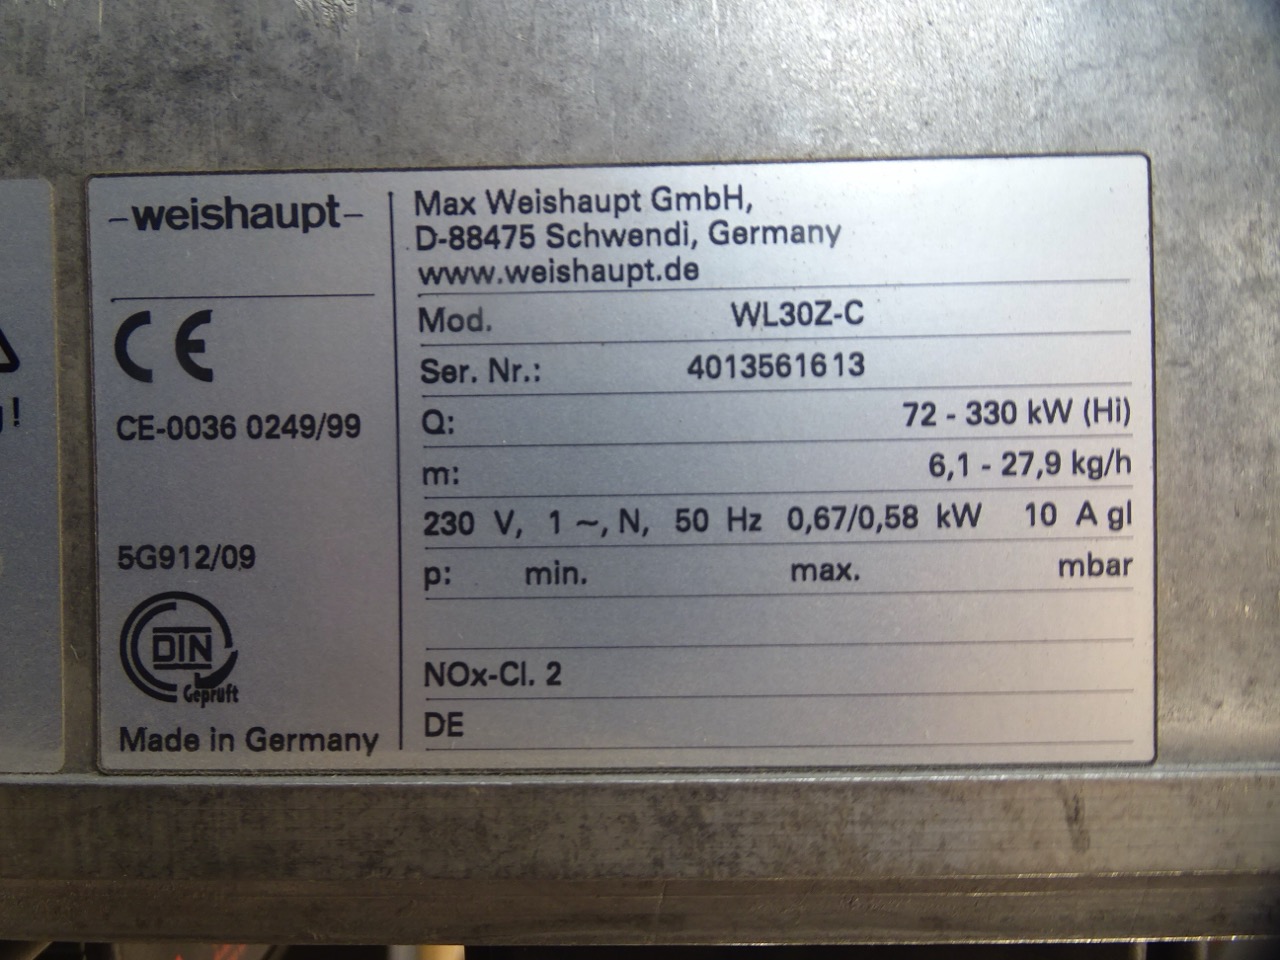 -weishaupt-
CE
CE-0036 0249/99
5G912/09
DIN
Geprüft
Made in Germany
Max Weishaupt GmbH,
D-88475 Schwendi, Germany
www.weishaupt.de
Mod. WL30Z-C
Ser. Nr.: 4013561613
Q: 72 - 330 kW (Hi)
m: 6,1 - 27,9 kg/h
230 V, 1 ~, N, 50 Hz 0,67/0,58 kW 10 A gl
p: min. max. mbar
NOx-Cl. 2
DE